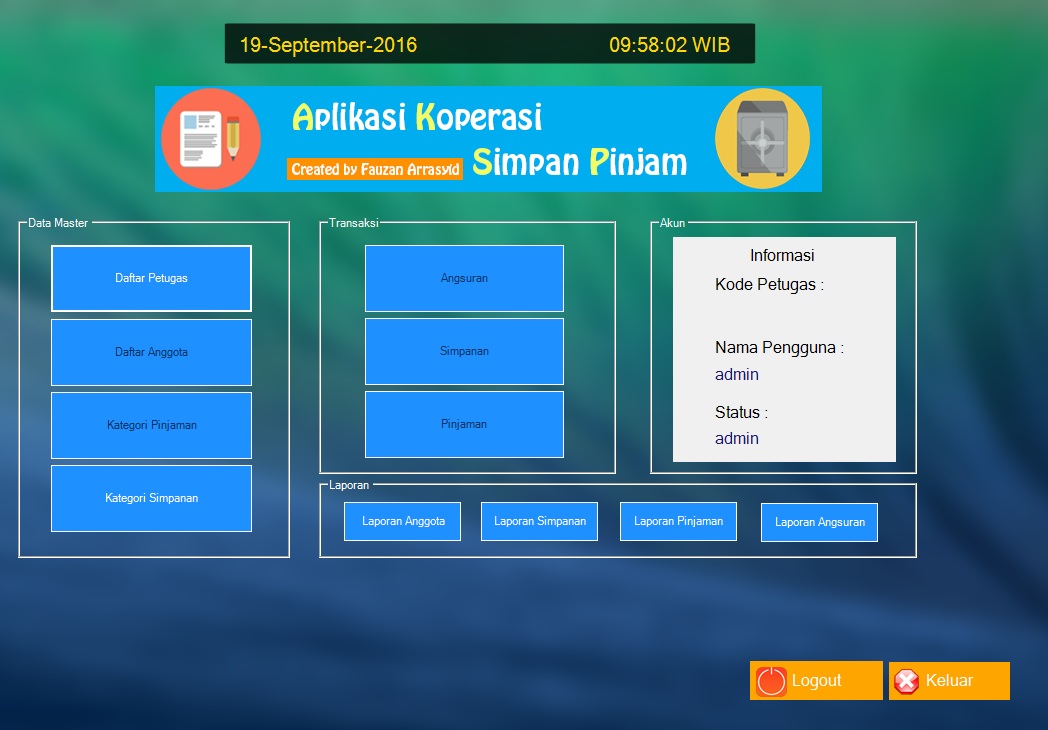 19-September-2016 09:58:02 WIB
Aplikasi Koperasi
Created by Fauzan Arrasyid Simpan Pinjam
Data Master
Daftar Petugas
Daftar Anggota
Kategori Pinjaman
Kategori Simpanan
Transaksi
Angsuran
Simpanan
Pinjaman
Akun
Informasi
Kode Petugas :
Nama Pengguna :
admin
Status :
admin
Laporan
Laporan Anggota Laporan Simpanan Laporan Pinjaman Laporan Angsuran
Logout Keluar